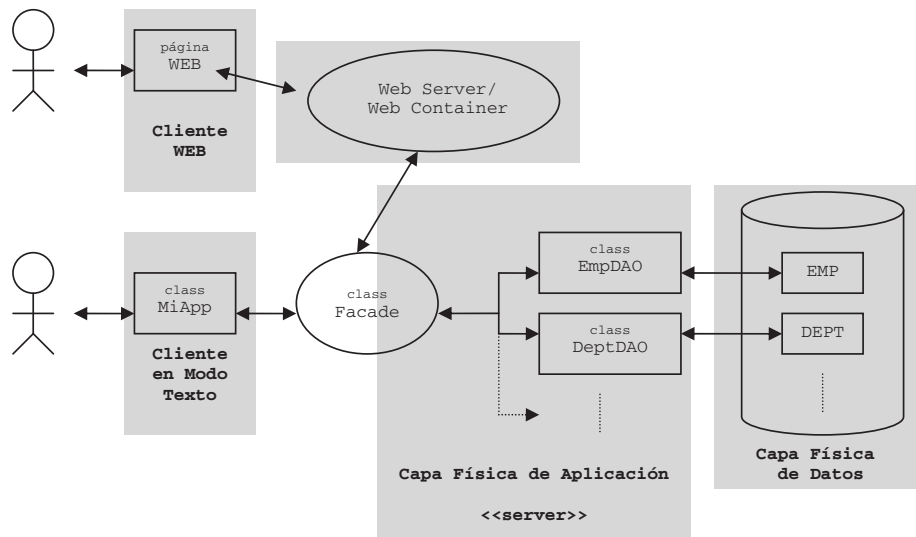 página
WEB
Cliente
WEB
Web Server/
Web Container
class
MiApp
Cliente
en Modo
Texto
class
Facade
class
EmpDAO
class
DeptDAO
Capa Física de Aplicación
<<server>>
EMP
DEPT
Capa Física
de Datos